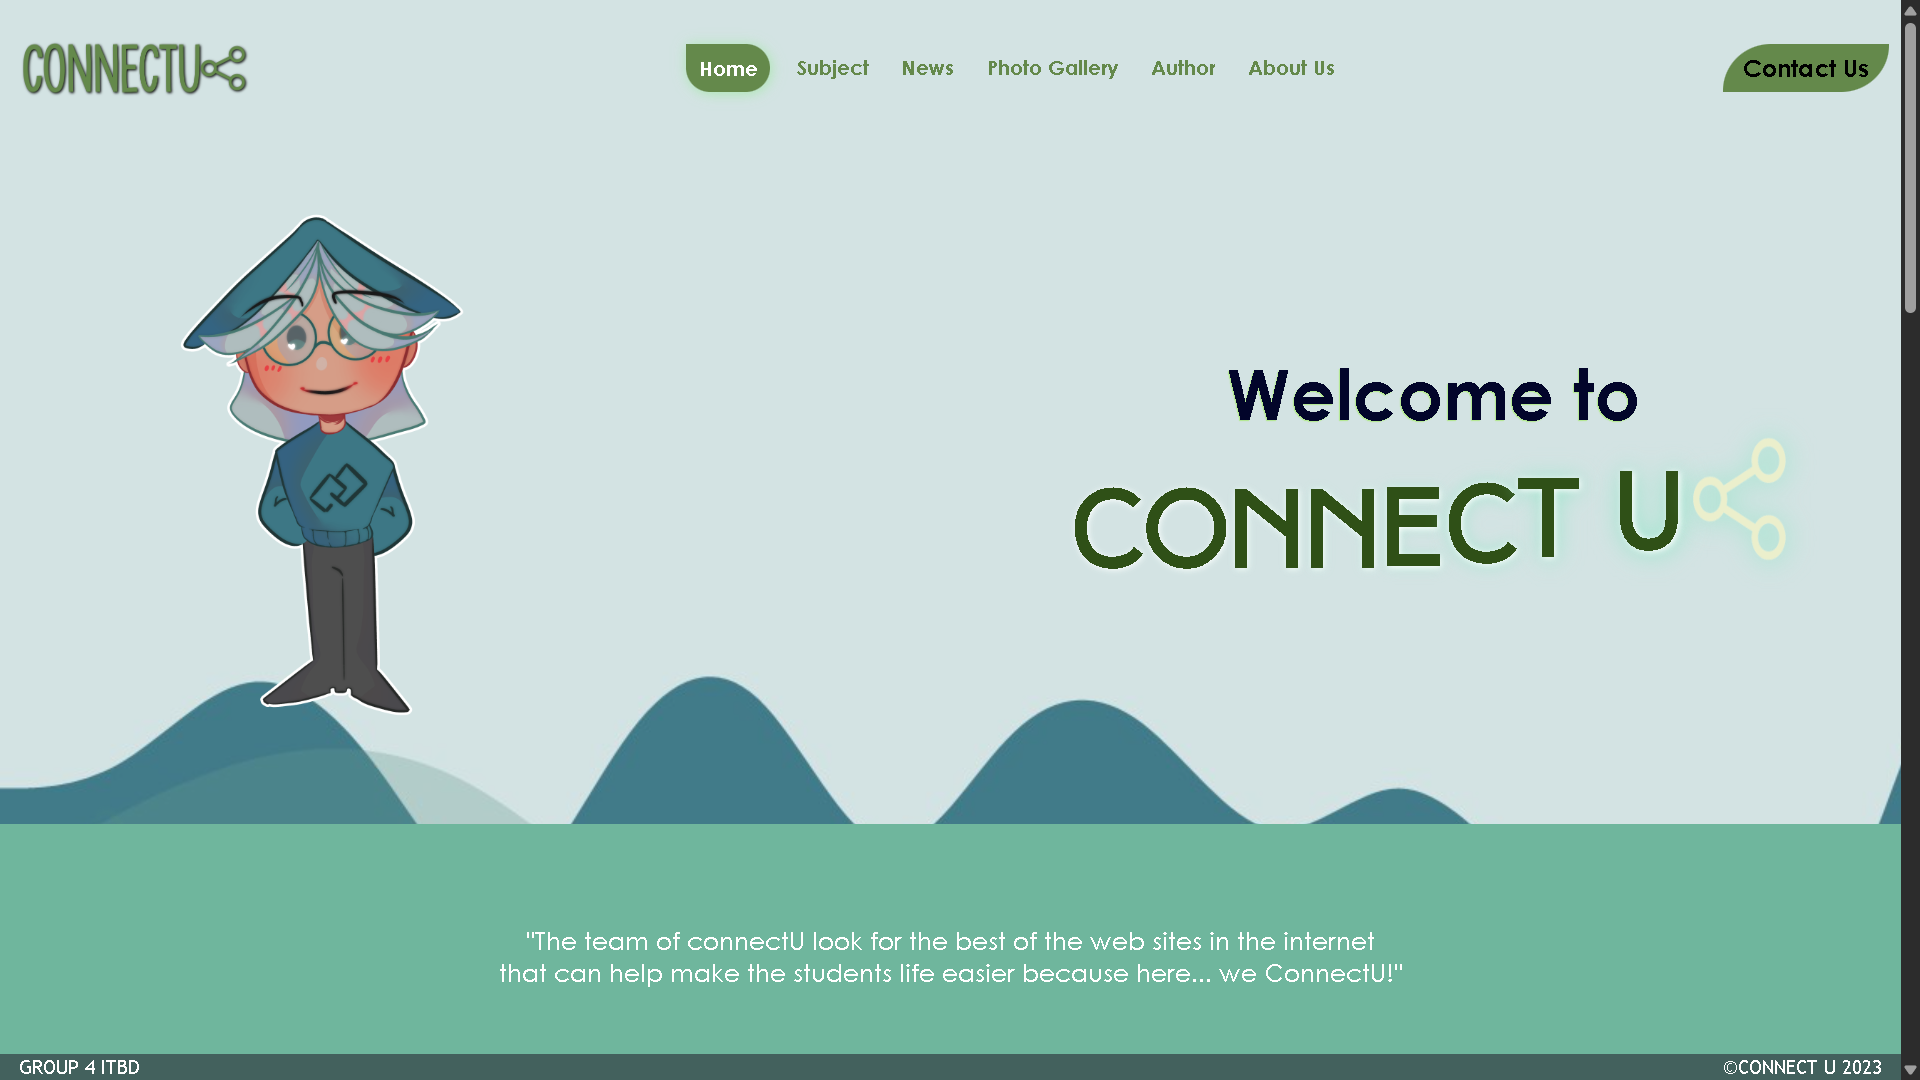 CONNECTU
Home
Subject
News
Photo Gallery
Author
About Us
Contact Us
Welcome to
CONNECT U
"The team of connectU look for the best of the web sites in the internet
that can help make the students life easier because here... we ConnectU!"
GROUP 4 ITBD
©CONNECT U 2023